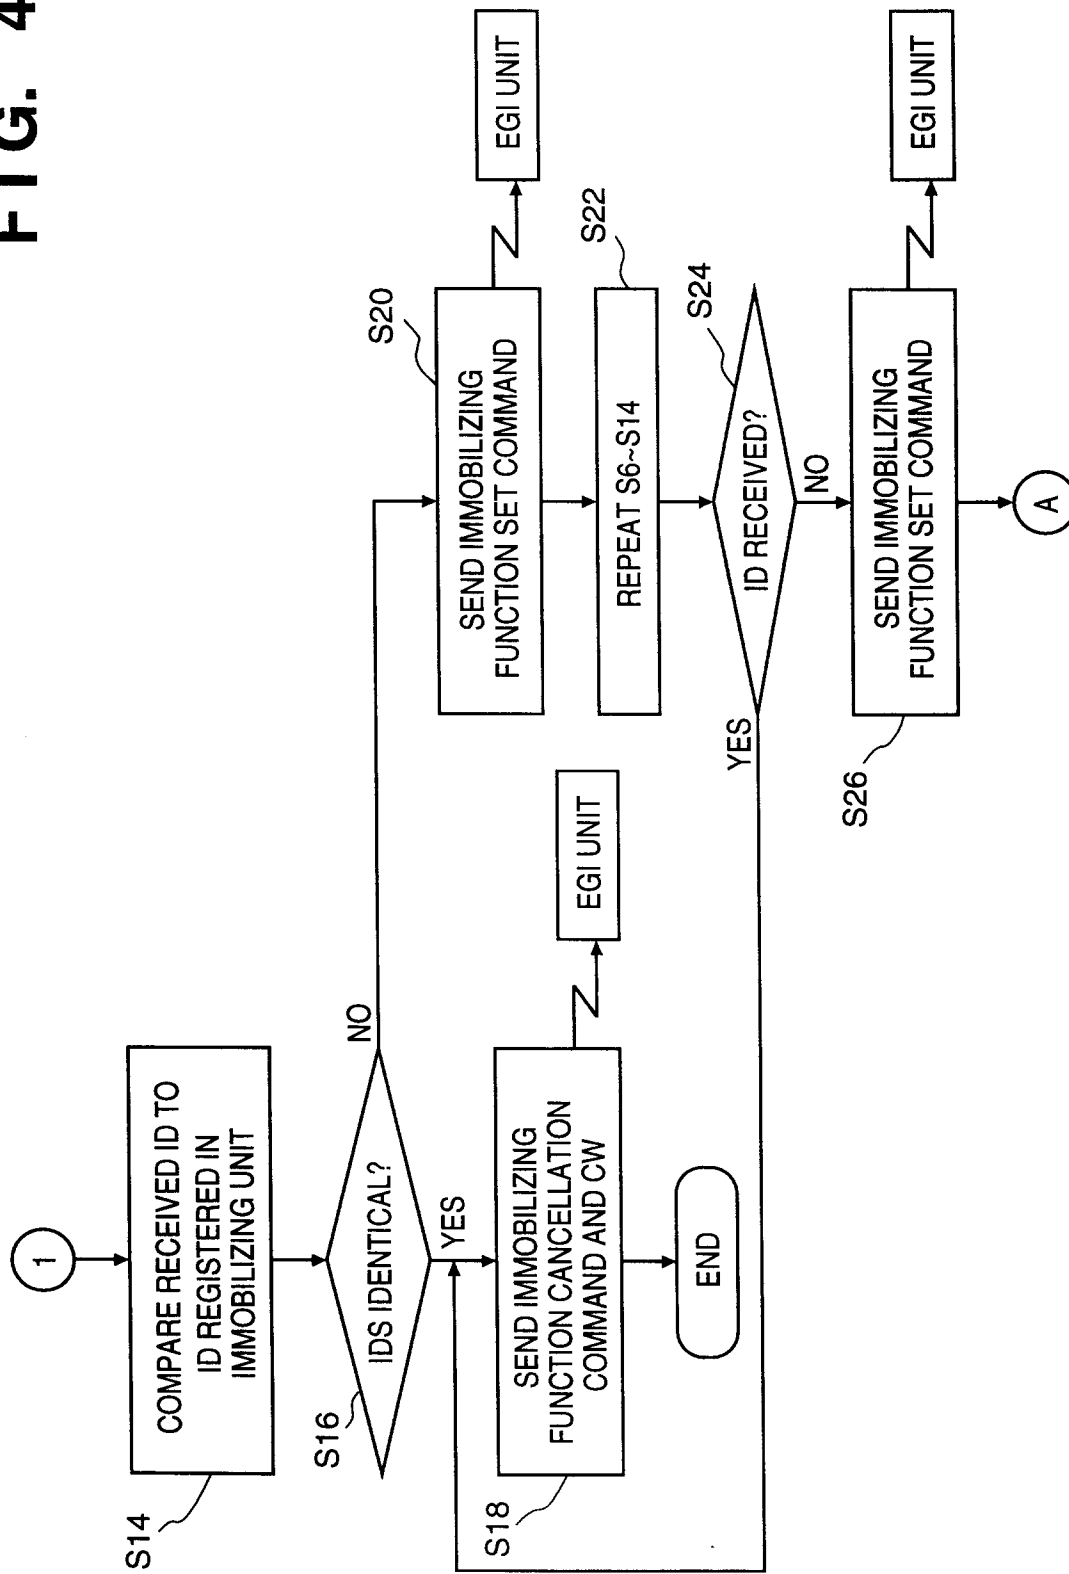 FIG. 4
1
S14
COMPARE RECEIVED ID TO
ID REGISTERED IN
IMMOBILIZING UNIT
S16
IDS IDENTICAL?
NO
YES
S18
SEND IMMOBILIZING
FUNCTION CANCELLATION
COMMAND AND CW
EGI UNIT
END
S20
SEND IMMOBILIZING
FUNCTION SET COMMAND
EGI UNIT
S22
REPEAT S6~S14
S24
ID RECEIVED?
YES
NO
S26
SEND IMMOBILIZING
FUNCTION SET COMMAND
EGI UNIT
A